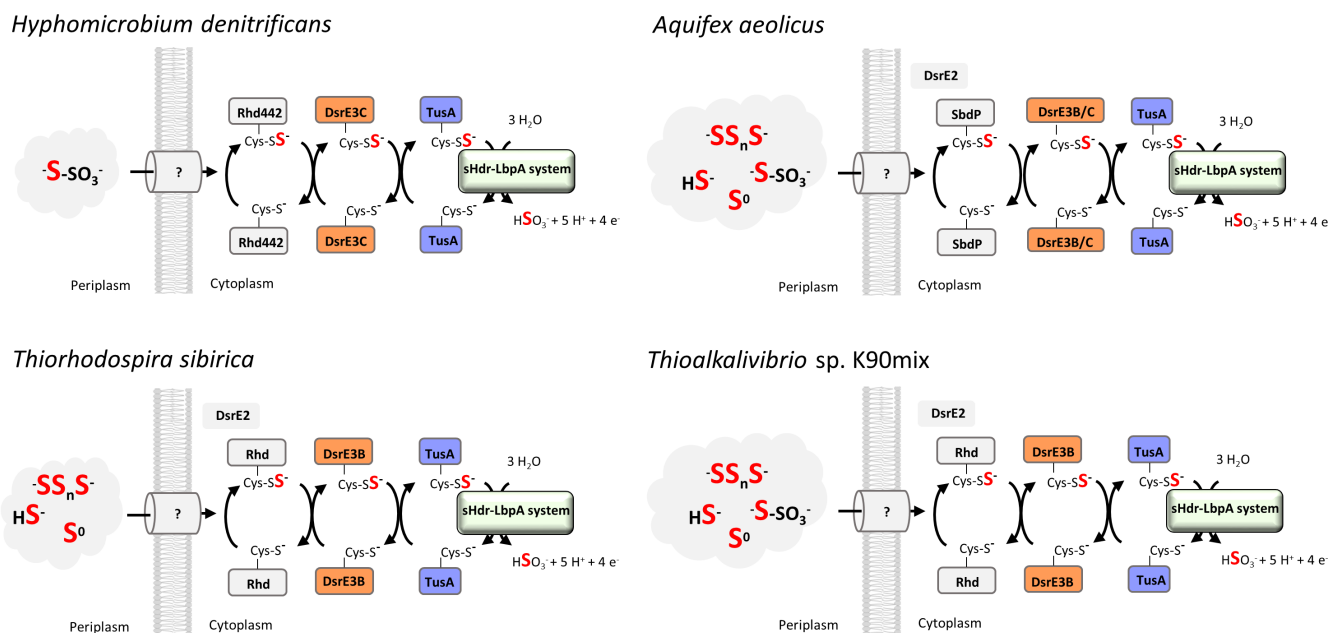 Hyphomicrobium denitrificans
Rhd442 DsrE3C TusA
Cys-SS⁻ Cys-SS⁻ Cys-SS⁻ 3 H₂O
⁻S-SO₃⁻ ? sHdr-LbpA system
Cys-S⁻ Cys-S⁻ Cys-S⁻ HSO₃⁻ + 5 H⁺ + 4 e⁻
Rhd442 DsrE3C TusA
Periplasm Cytoplasm
Aquifex aeolicus
DsrE2
SbdP DsrE3B/C TusA
⁻SSₙS⁻ Cys-SS⁻ Cys-SS⁻ Cys-SS⁻ 3 H₂O
HS⁻ ⁻S-SO₃⁻ ? sHdr-LbpA system
S⁰
Cys-S⁻ Cys-S⁻ Cys-S⁻ HSO₃⁻ + 5 H⁺ + 4 e⁻
SbdP DsrE3B/C TusA
Periplasm Cytoplasm
Thiorhodospira sibirica
DsrE2
Rhd DsrE3B TusA
⁻SSₙS⁻ Cys-SS⁻ Cys-SS⁻ Cys-SS⁻ 3 H₂O
HS⁻ ? sHdr-LbpA system
S⁰
Cys-S⁻ Cys-S⁻ Cys-S⁻ HSO₃⁻ + 5 H⁺ + 4 e⁻
Rhd DsrE3B TusA
Periplasm Cytoplasm
Thioalkalivibrio sp. K90mix
DsrE2
Rhd DsrE3B TusA
⁻SSₙS⁻ Cys-SS⁻ Cys-SS⁻ Cys-SS⁻ 3 H₂O
HS⁻ ⁻S-SO₃⁻ ? sHdr-LbpA system
S⁰
Cys-S⁻ Cys-S⁻ Cys-S⁻ HSO₃⁻ + 5 H⁺ + 4 e⁻
Rhd DsrE3B TusA
Periplasm Cytoplasm